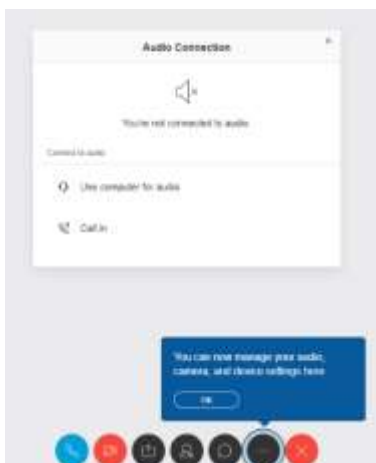 Audio Connection
You're not connected to audio
Connect to audio
Use computer for audio
Call in
You can now manage your audio,
camera, and device settings here
OK